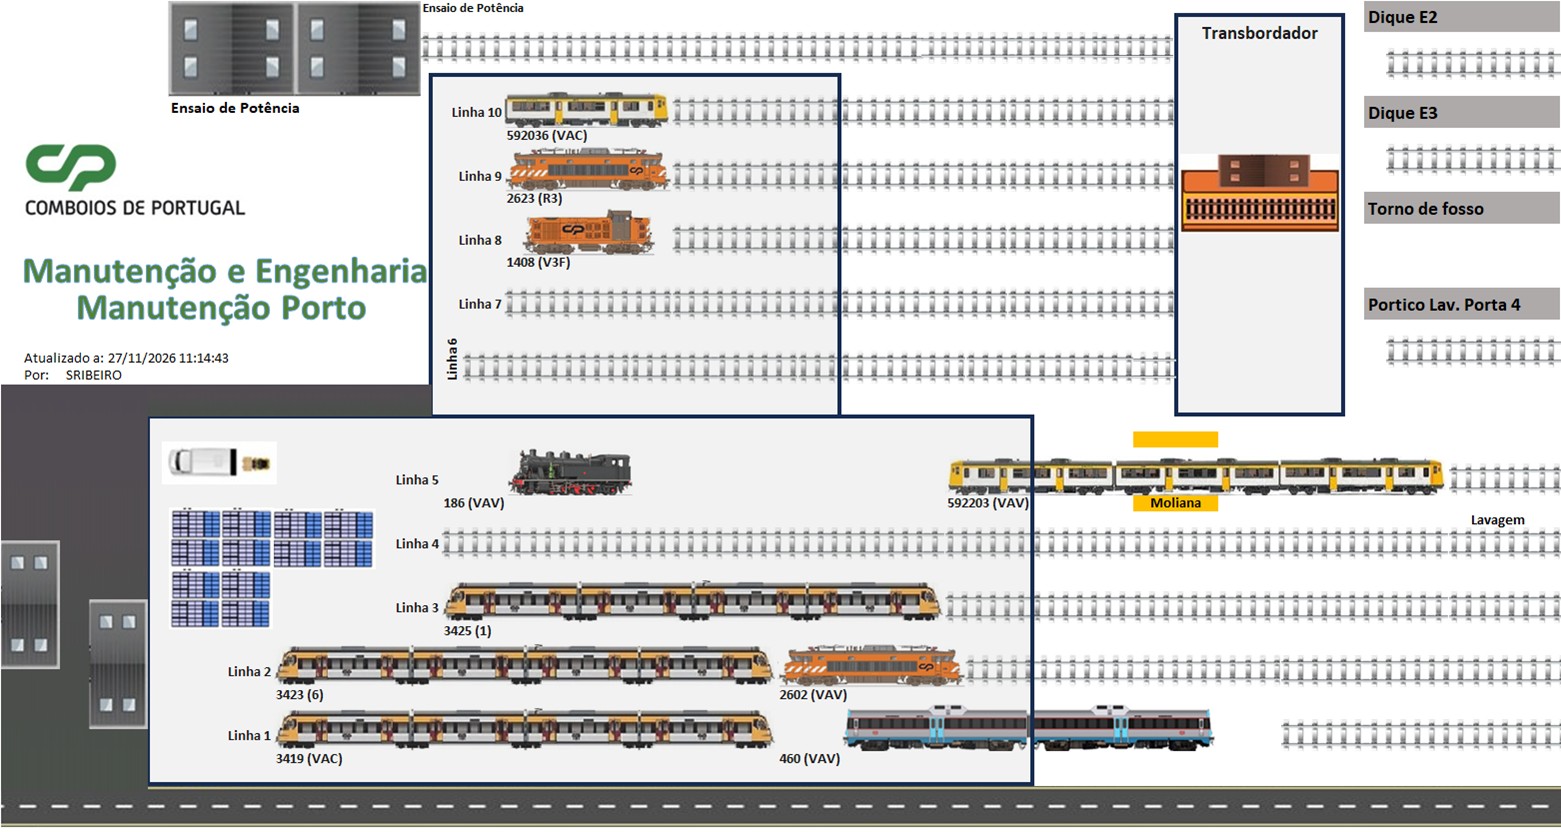 Ensaio de Potência
Transbordador
Dique E2
Ensaio de Potência
Linha 10
592036 (VAC)
Dique E3
Linha 9
2623 (R3)
CP
COMBOIOS DE PORTUGAL
Torno de fosso
Linha 8
1408 (V3F)
Manutenção e Engenharia
Manutenção Porto
Linha 7
Portico Lav. Porta 4
Linha 6
Atualizado a: 27/11/2026 11:14:43
Por: SRIBEIRO
Linha 5
186 (VAV)
592203 (VAV)
Moliana
Lavagem
Linha 4
Linha 3
3425 (1)
Linha 2
3423 (6)
2602 (VAV)
Linha 1
3419 (VAC)
460 (VAV)